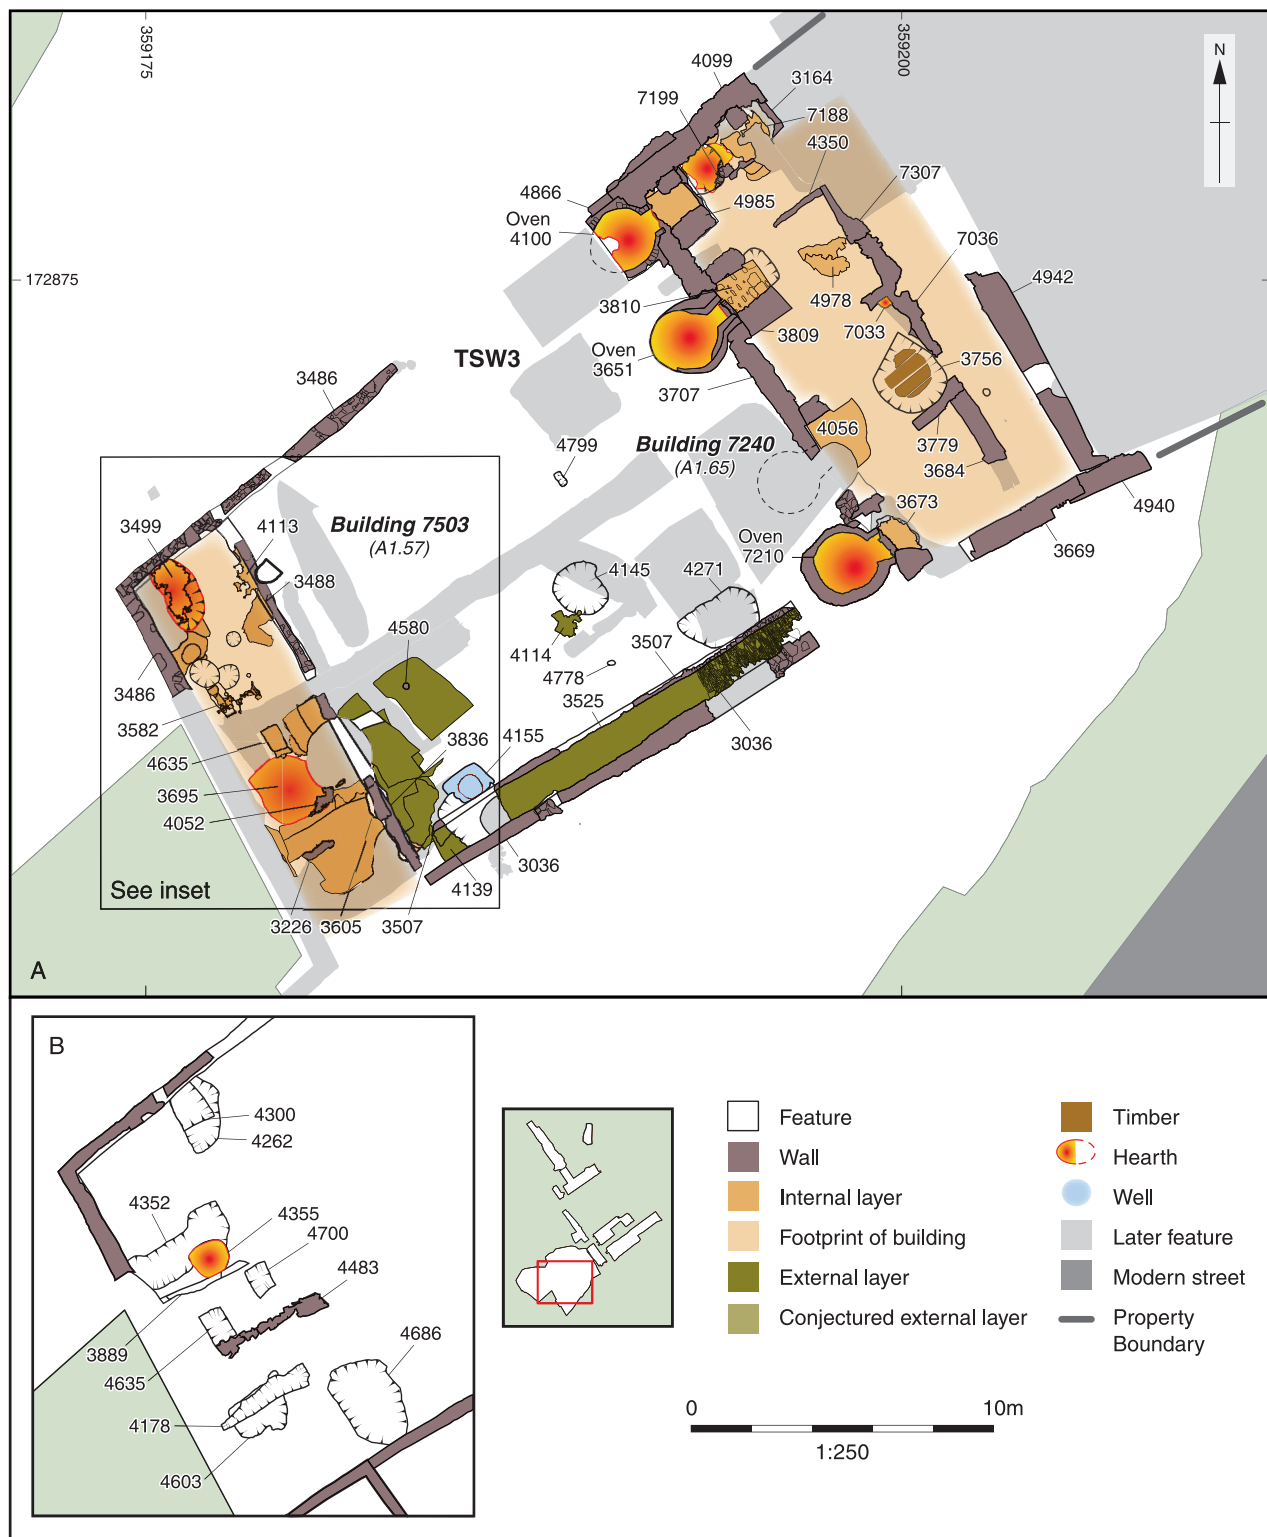 359175
359200
N
4099
3164
7199
7188
4350
7307
4866
4985
Oven
4100
7036
172875
4942
3810
4978
3809
7033
TSW3
Oven
3651
3756
3486
3707
4056
Building 7240
(A1.65)
3779
4799
3684
4940
3673
3499
4113
Building 7503
(A1.57)
3669
Oven
7210
4145
4271
3488
4580
4114
3507
4778
3486
3525
3582
3036
4155
3836
4635
3695
4052
See inset
3036
4139
3226
3605
3507
A
B
4300
4262
4352
4355
4700
4483
4686
3889
4635
4178
4603
Feature
Wall
Internal layer
Footprint of building
External layer
Conjectured external layer
Timber
Hearth
Well
Later feature
Modern street
Property
Boundary
0
10m
1:250